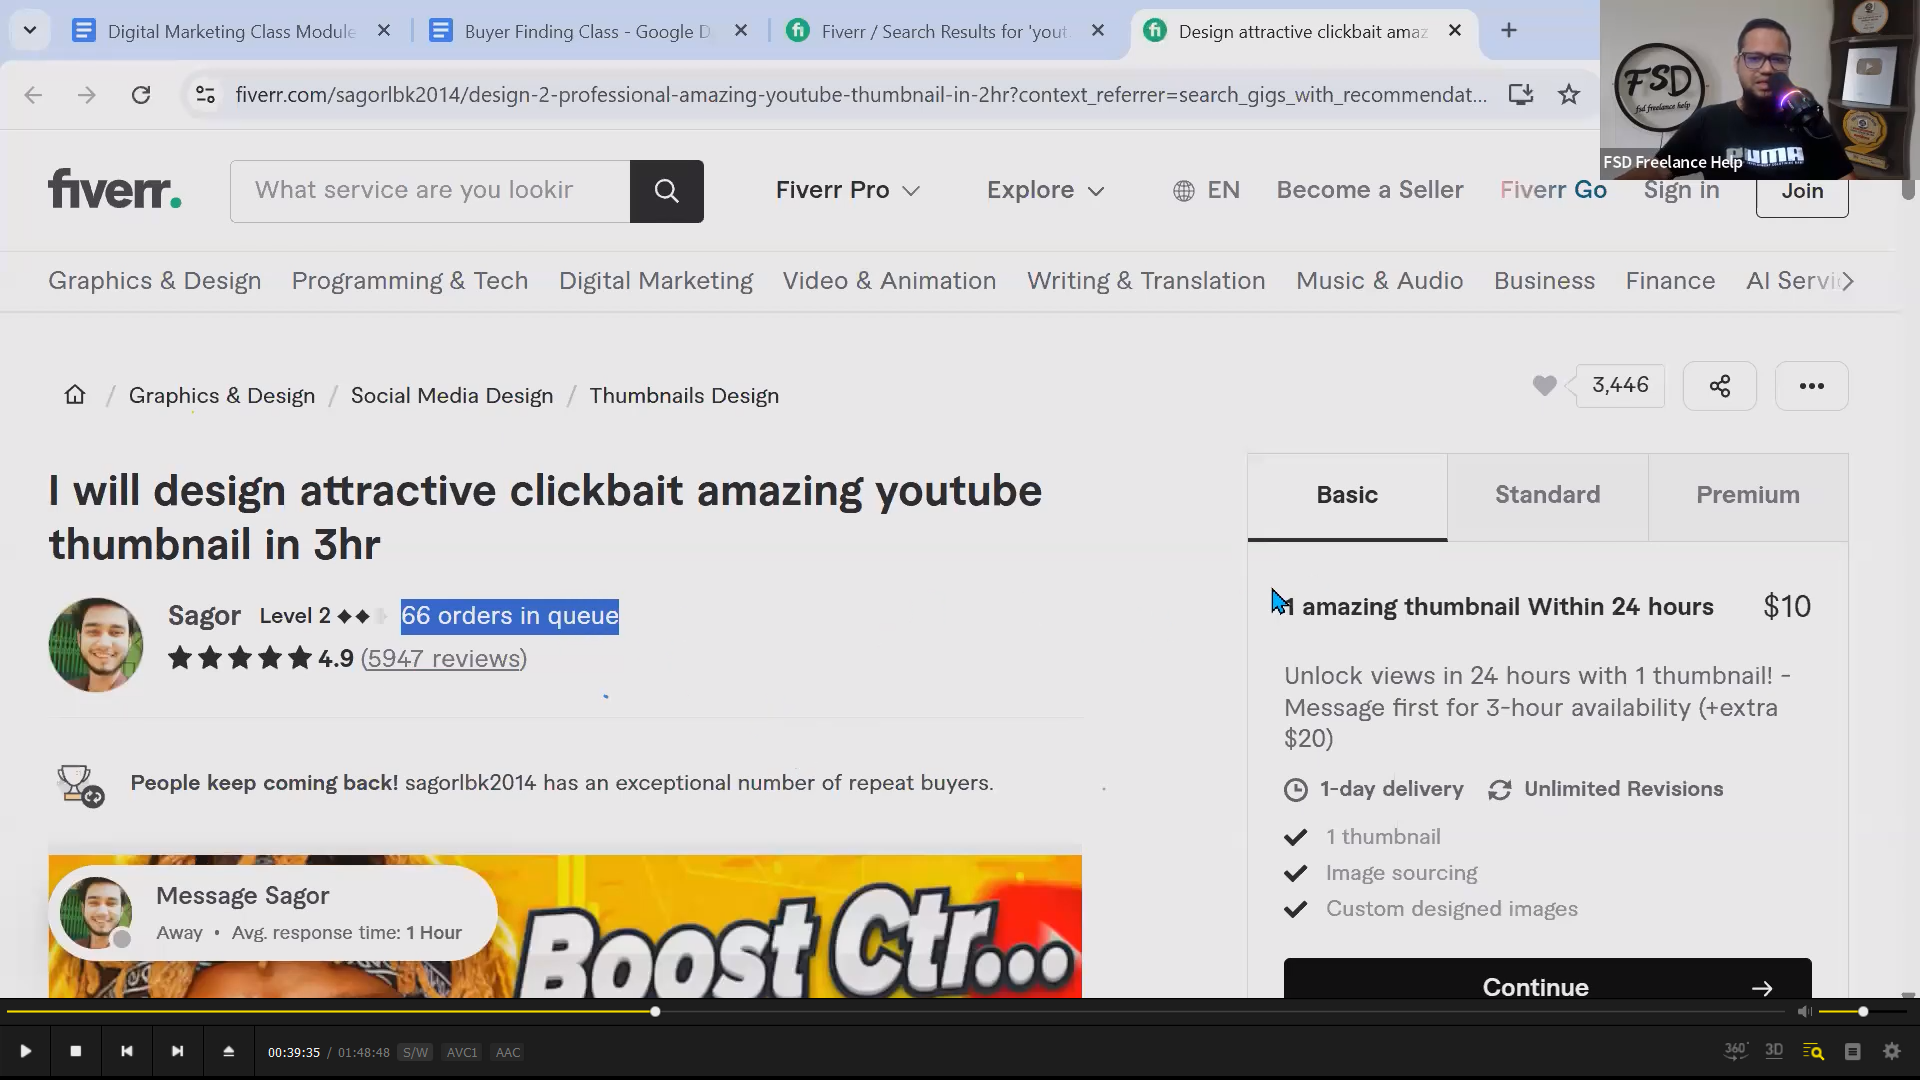 Digital Marketing Class Module
Buyer Finding Class - Google D
Fiverr / Search Results for 'yout
Design attractive clickbait amaz
fiverr.com/sagorlbk2014/design-2-professional-amazing-youtube-thumbnail-in-2hr?context_referrer=search_gigs_with_recommendat...
FSD
fsd freelance help
PUMA
FSD Freelance Help
fiverr.
What service are you lookir
Fiverr Pro
Explore
EN
Become a Seller
Fiverr Go
Sign in
Join
Graphics & Design
Programming & Tech
Digital Marketing
Video & Animation
Writing & Translation
Music & Audio
Business
Finance
AI Servi
Graphics & Design / Social Media Design / Thumbnails Design
3,446
I will design attractive clickbait amazing youtube
thumbnail in 3hr
Sagor Level 2 66 orders in queue
4.9 (5947 reviews)
People keep coming back! sagorlbk2014 has an exceptional number of repeat buyers.
Message Sagor
Away • Avg. response time: 1 Hour
Boost Ctr...
Basic
Standard
Premium
1 amazing thumbnail Within 24 hours $10
Unlock views in 24 hours with 1 thumbnail! -
Message first for 3-hour availability (+extra
$20)
1-day delivery Unlimited Revisions
1 thumbnail
Image sourcing
Custom designed images
Continue
00:39:35 / 01:48:48 S/W AVC1 AAC
360° 3D